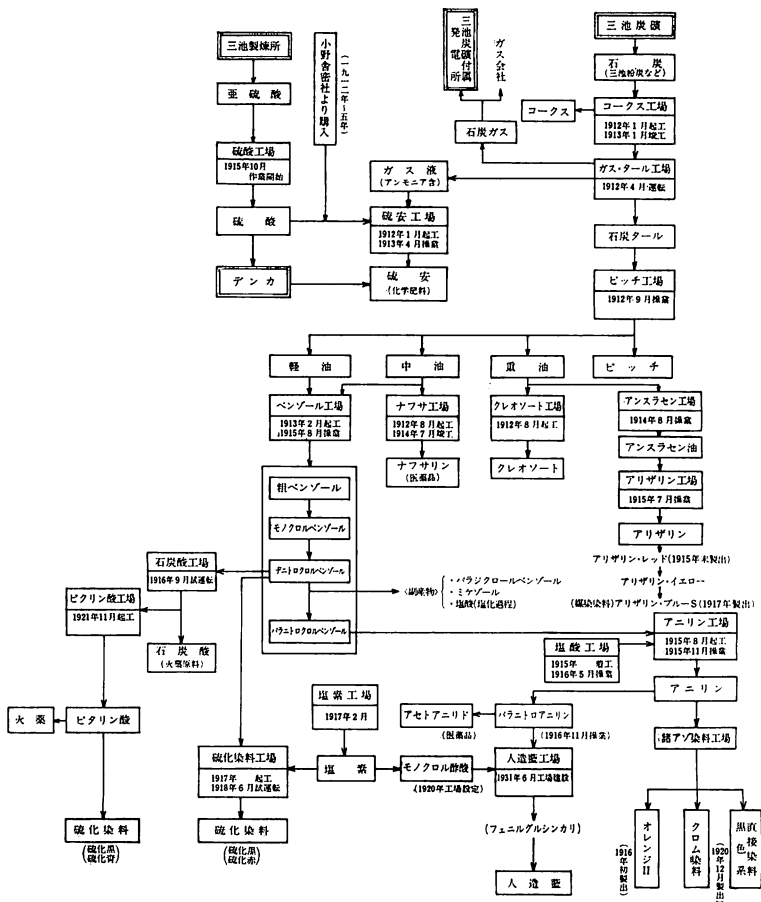 三池製煉所
亜硫酸
硫酸工場
1915年10月
作業開始
硫酸
デンカ
小野舎密社より購入
(一九一二年〜五年)
三池炭礦付属
発電所
ガス会社
石炭ガス
三池炭礦
石炭
(三池粉炭など)
コークス
コークス工場
1912年1月起工
1913年1月竣工
ガス・タール工場
1912年4月運転
ガス液
(アンモニア含)
硫安工場
1912年1月起工
1913年4月操業
硫安
(化学肥料)
石炭タール
ピッチ工場
1912年9月操業
軽油
中油
重油
ピッチ
ベンゾール工場
1913年2月起工
1915年8月操業
ナフサ工場
1912年8月起工
1914年7月竣工
ナフサリン
(医薬品)
クレオソート工場
1912年8月起工
クレオソート
アンスラセン工場
1914年8月操業
アンスラセン油
アリザリン工場
1915年7月操業
アリザリン
アリザリン・レッド(1915年末製出)
アリザリン・イエロー
(媒染染料)アリザリン・ブルーS(1917年製出)
粗ベンゾール
モノクロルベンゾール
デニトロクロルベンゾール
パラニトロクロルベンゾール
<副産物>
・パラジクロールベンゾール
・ミケゾール
・塩酸(塩化過程)
石炭酸工場
1916年9月試運転
石炭酸
(火薬原料)
ピクリン酸工場
1921年11月起工
火薬
ピクリン酸
硫化染料
(硫化黒
硫化青)
アニリン工場
1915年8月起工
1915年11月操業
塩酸工場
1915年 着工
1916年5月操業
アニリン
塩素工場
1917年2月
塩素
アセトアニリド
(医薬品)
パラニトロアニリン
(1916年11月操業)
硫化染料工場
1917年 起工
1918年6月試運転
硫化染料
(硫化黒
硫化赤)
モノクロル酢酸
(1920年工場設定)
人造藍工場
1931年6月工場建設
(フェニルグルシンカリ)
人造藍
諸アゾ染料工場
オレンジII
(1916年初製出)
クロム染料
直接染料
黒色系
(1920年12月製出)